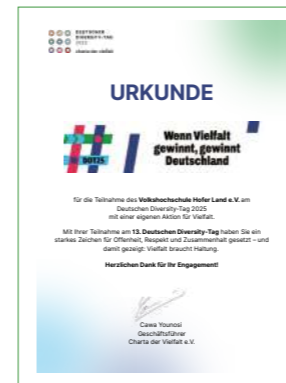 DEUTSCHER
DIVERSITY-TAG
2025
charta der vielfalt
URKUNDE
DDT25
Wenn Vielfalt
gewinnt, gewinnt
Deutschland
für die Teilnahme des Volkshochschule Hofer Land e.V. am
Deutschen Diversity-Tag 2025
mit einer eigenen Aktion für Vielfalt.
Mit Ihrer Teilnahme am 13. Deutschen Diversity-Tag haben Sie ein
starkes Zeichen für Offenheit, Respekt und Zusammenhalt gesetzt – und
damit gezeigt: Vielfalt braucht Haltung.
Herzlichen Dank für Ihr Engagement!
Cawa Younosi
Geschäftsführer
Charta der Vielfalt e.V.